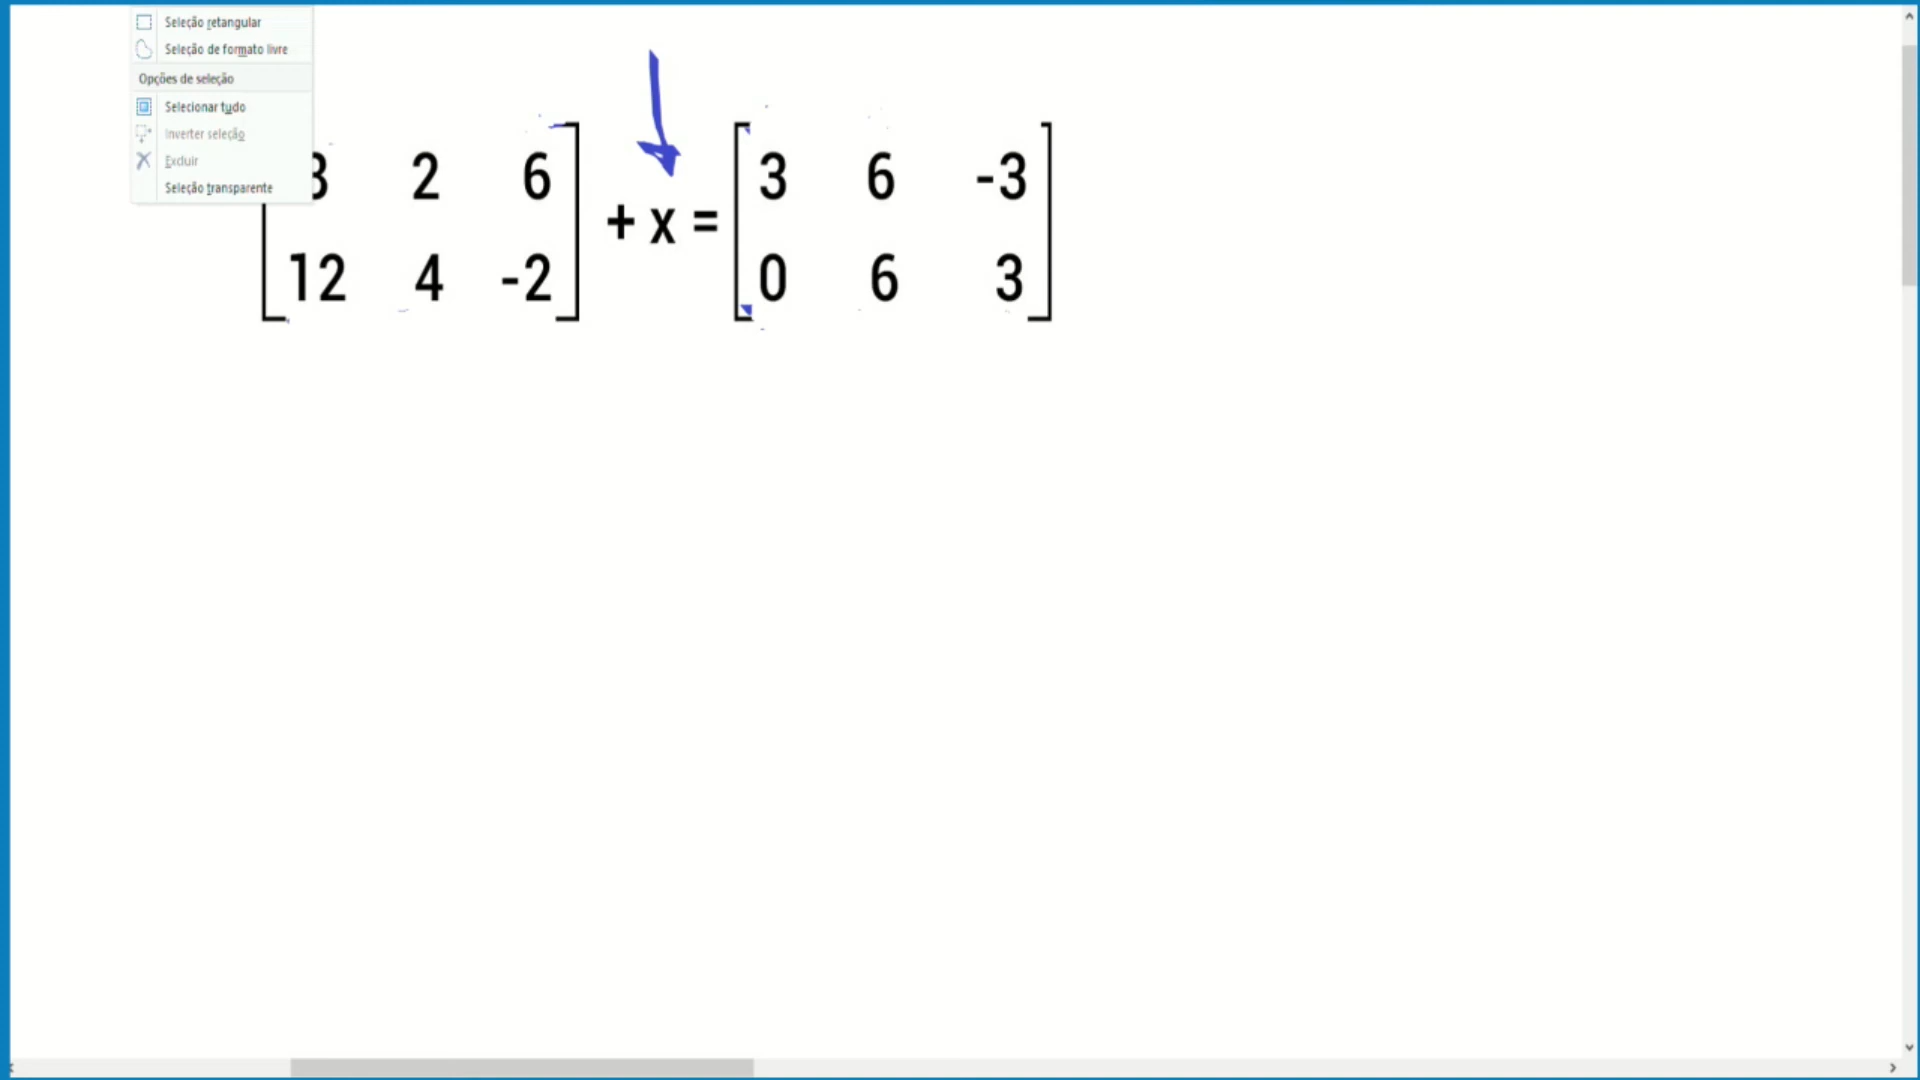 Seleção retangular
Seleção de formato livre
Opções de seleção
Selecionar tudo
Inverter seleção
Excluir
Seleção transparente
2 6 + x = 3 6 -3
12 4 -2 0 6 3